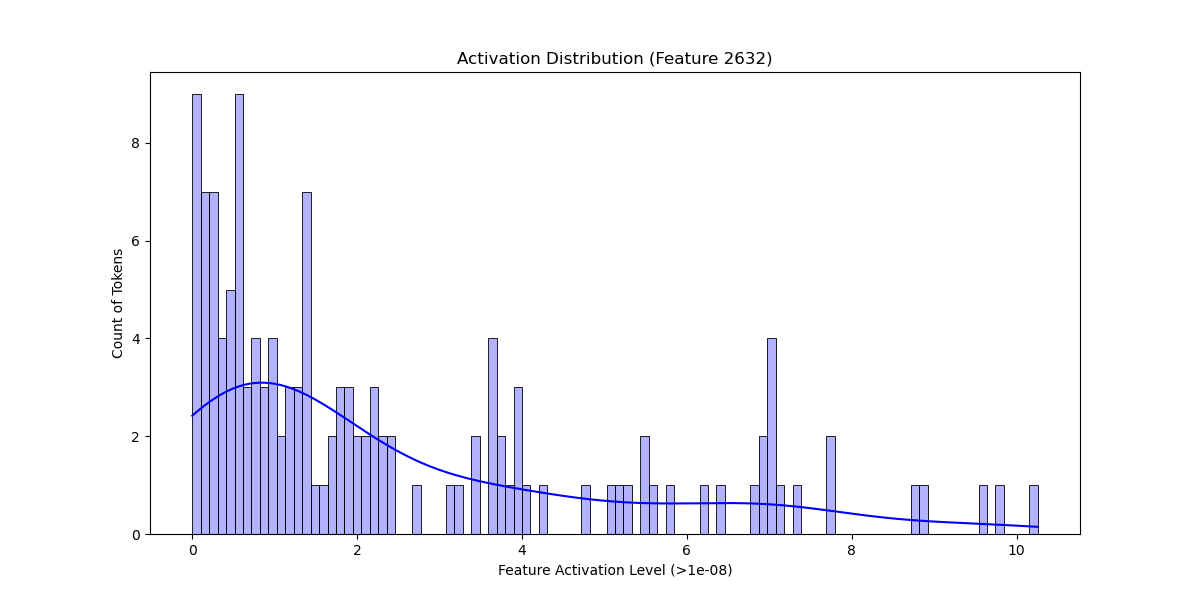 Activation Distribution (Feature 2632)
8
6
4
2
0
Count of Tokens
0 2 4 6 8 10
Feature Activation Level (>1e-08)